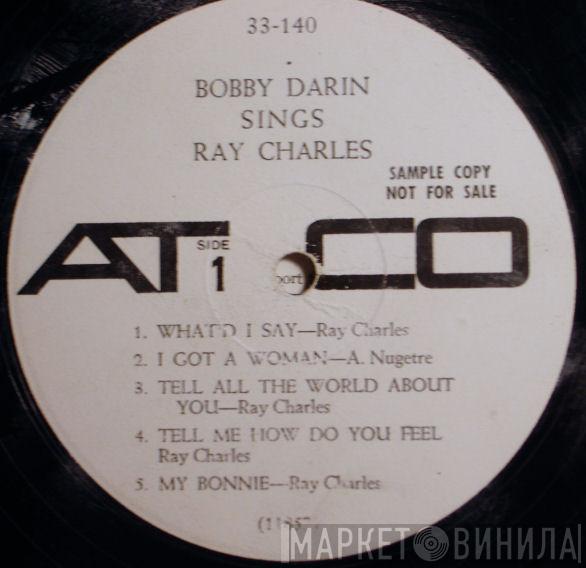 33-140
BOBBY DARIN
SINGS
RAY CHARLES
SAMPLE COPY
NOT FOR SALE
ATCO
SIDE
1
1. WHAT'D I SAY—Ray Charles
2. I GOT A WOMAN—A. Nugetre
3. TELL ALL THE WORLD ABOUT
YOU—Ray Charles
4. TELL ME HOW DO YOU FEEL
Ray Charles
5. MY BONNIE—Ray Charles
МАРКЕТ ВИНИЛА